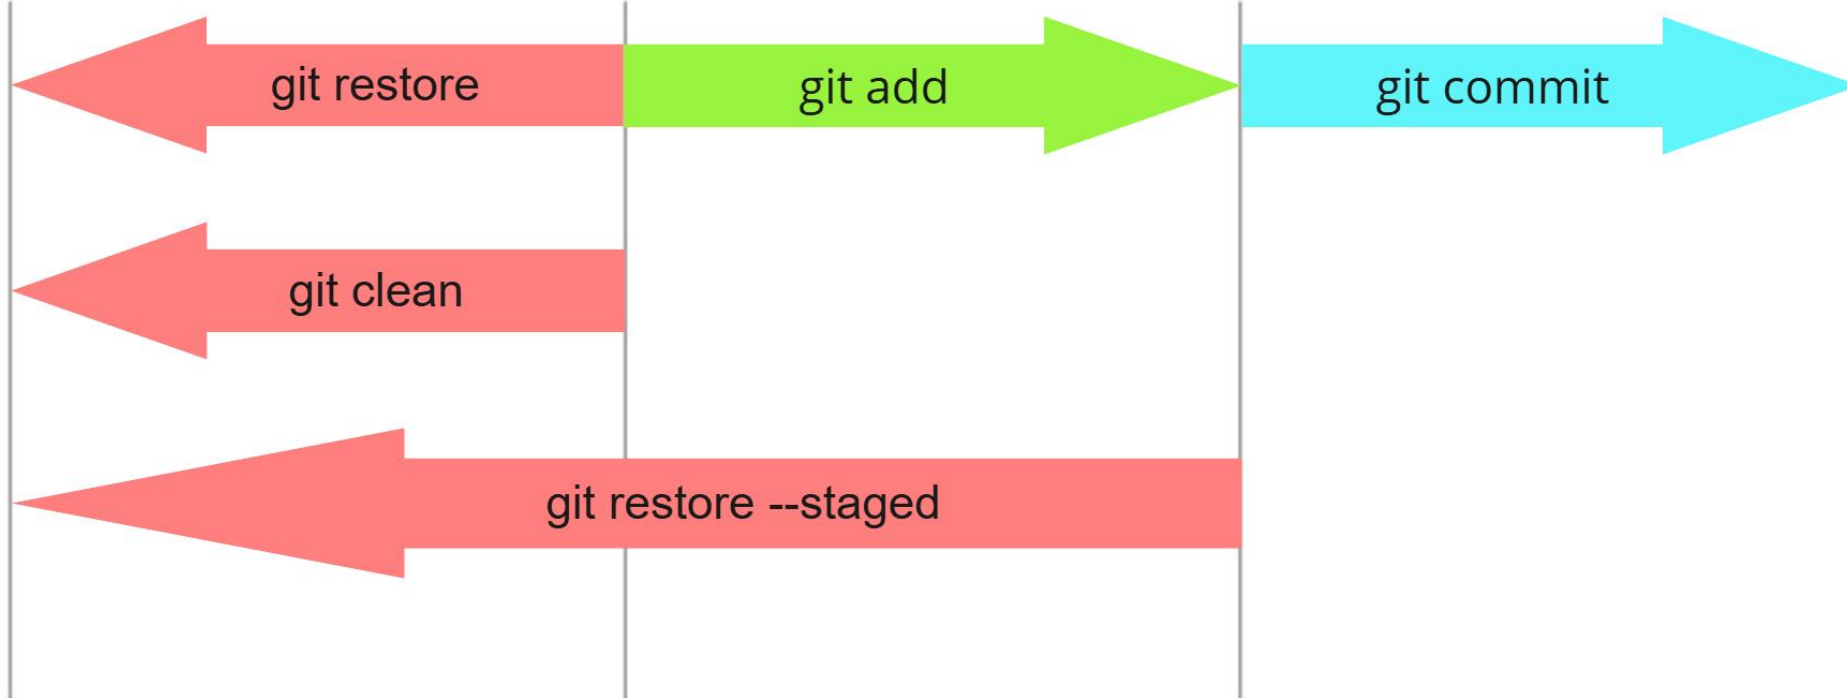 git restore
git add
git commit
git clean
git restore --staged